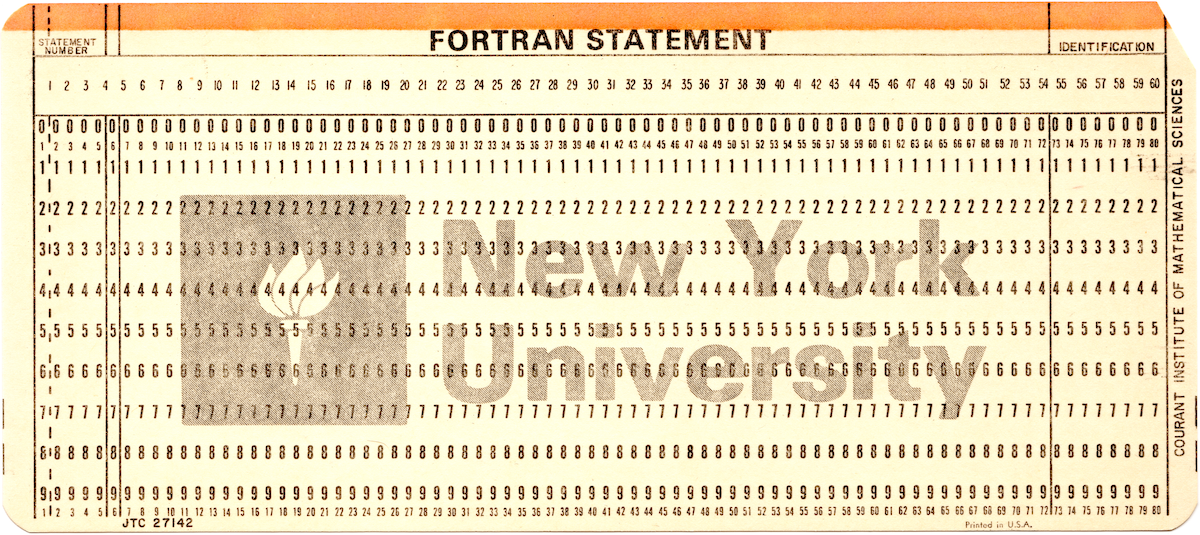 FORTRAN STATEMENT
STATEMENT
NUMBER
IDENTIFICATION
1 2 3 4 5 6 7 8 9 10 11 12 13 14 15 16 17 18 19 20 21 22 23 24 25 26 27 28 29 30 31 32 33 34 35 36 37 38 39 40 41 42 43 44 45 46 47 48 49 50 51 52 53 54 55 56 57 58 59 60
0 0 0 0 0 0 0 0 0 0 0 0 0 0 0 0 0 0 0 0 0 0 0 0 0 0 0 0 0 0 0 0 0 0 0 0 0 0 0 0 0 0 0 0 0 0 0 0 0 0 0 0 0 0 0 0 0 0 0 0 0 0 0 0 0 0 0 0 0 0 0 0 0 0 0 0 0 0 0 0
1 2 3 4 5 6 7 8 9 10 11 12 13 14 15 16 17 18 19 20 21 22 23 24 25 26 27 28 29 30 31 32 33 34 35 36 37 38 39 40 41 42 43 44 45 46 47 48 49 50 51 52 53 54 55 56 57 58 59 60 61 62 63 64 65 66 67 68 69 70 71 72 73 74 75 76 77 78 79 80
1 1 1 1 1 1 1 1 1 1 1 1 1 1 1 1 1 1 1 1 1 1 1 1 1 1 1 1 1 1 1 1 1 1 1 1 1 1 1 1 1 1 1 1 1 1 1 1 1 1 1 1 1 1 1 1 1 1 1 1 1 1 1 1 1 1 1 1 1 1 1 1 1 1 1 1 1 1 1 1
2 2 2 2 2 2 2 2 2 2 2 2 2 2 2 2 2 2 2 2 2 2 2 2 2 2 2 2 2 2 2 2 2 2 2 2 2 2 2 2 2 2 2 2 2 2 2 2 2 2 2 2 2 2 2 2 2 2 2 2 2 2 2 2 2 2 2 2 2 2 2 2 2 2 2 2 2 2 2 2
3 3 3 3 3 3 3 3 3 3 3 3 3 3 3 3 3 3 3 3 3 3 3 3 3 3 3 3 3 3 3 3 3 3 3 3 3 3 3 3 3 3 3 3 3 3 3 3 3 3 3 3 3 3 3 3 3 3 3 3 3 3 3 3 3 3 3 3 3 3 3 3 3 3 3 3 3 3 3 3
New York
4 4 4 4 4 4 4 4 4 4 4 4 4 4 4 4 4 4 4 4 4 4 4 4 4 4 4 4 4 4 4 4 4 4 4 4 4 4 4 4 4 4 4 4 4 4 4 4 4 4 4 4 4 4 4 4 4 4 4 4 4 4 4 4 4 4 4 4 4 4 4 4 4 4 4 4 4 4 4 4
5 5 5 5 5 5 5 5 5 5 5 5 5 5 5 5 5 5 5 5 5 5 5 5 5 5 5 5 5 5 5 5 5 5 5 5 5 5 5 5 5 5 5 5 5 5 5 5 5 5 5 5 5 5 5 5 5 5 5 5 5 5 5 5 5 5 5 5 5 5 5 5 5 5 5 5 5 5 5 5
University
6 6 6 6 6 6 6 6 6 6 6 6 6 6 6 6 6 6 6 6 6 6 6 6 6 6 6 6 6 6 6 6 6 6 6 6 6 6 6 6 6 6 6 6 6 6 6 6 6 6 6 6 6 6 6 6 6 6 6 6 6 6 6 6 6 6 6 6 6 6 6 6 6 6 6 6 6 6 6 6
7 7 7 7 7 7 7 7 7 7 7 7 7 7 7 7 7 7 7 7 7 7 7 7 7 7 7 7 7 7 7 7 7 7 7 7 7 7 7 7 7 7 7 7 7 7 7 7 7 7 7 7 7 7 7 7 7 7 7 7 7 7 7 7 7 7 7 7 7 7 7 7 7 7 7 7 7 7 7 7
8 8 8 8 8 8 8 8 8 8 8 8 8 8 8 8 8 8 8 8 8 8 8 8 8 8 8 8 8 8 8 8 8 8 8 8 8 8 8 8 8 8 8 8 8 8 8 8 8 8 8 8 8 8 8 8 8 8 8 8 8 8 8 8 8 8 8 8 8 8 8 8 8 8 8 8 8 8 8 8
9 9 9 9 9 9 9 9 9 9 9 9 9 9 9 9 9 9 9 9 9 9 9 9 9 9 9 9 9 9 9 9 9 9 9 9 9 9 9 9 9 9 9 9 9 9 9 9 9 9 9 9 9 9 9 9 9 9 9 9 9 9 9 9 9 9 9 9 9 9 9 9 9 9 9 9 9 9 9 9
1 2 3 4 5 6 7 8 9 10 11 12 13 14 15 16 17 18 19 20 21 22 23 24 25 26 27 28 29 30 31 32 33 34 35 36 37 38 39 40 41 42 43 44 45 46 47 48 49 50 51 52 53 54 55 56 57 58 59 60 61 62 63 64 65 66 67 68 69 70 71 72 73 74 75 76 77 78 79 80
JTC 27142
Printed in U.S.A.
COURANT INSTITUTE OF MATHEMATICAL SCIENCES